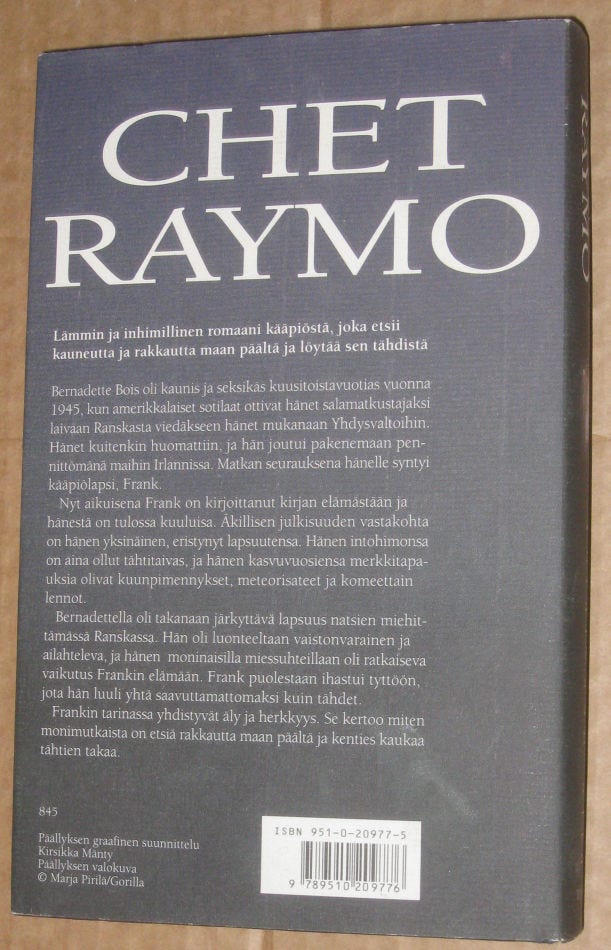 CHET
RAYMO
RAYMO
Lämmin ja inhimillinen romaani kääpiöstä, joka etsii
kauneutta ja rakkautta maan päältä ja löytää sen tähdistä
Bernadette Bois oli kaunis ja seksikäs kuusitoistavuotias vuonna
1945, kun amerikkalaiset sotilaat ottivat hänet salamatkustajaksi
laivaan Ranskasta viedäkseen hänet mukanaan Yhdysvaltoihin.
Hänet kuitenkin huomattiin, ja hän joutui pakenemaan pen-
nittömänä maihin Irlannissa. Matkan seurauksena hänelle syntyi
kääpiölapsi, Frank.
Nyt aikuisena Frank on kirjoittanut kirjan elämästään ja
hänestä on tulossa kuuluisa. Äkillisen julkisuuden vastakohta
on hänen yksinäinen, eristynyt lapsuutensa. Hänen intohimonsa
on aina ollut tähtitaivas, ja hänen kasvuvuosiensa merkkitapa-
uksia olivat kuunpimennykset, meteorisateet ja komeettain
lennot.
Bernadettella oli takanaan järkyttävä lapsuus natsien miehit-
tämässä Ranskassa. Hän oli luonteeltaan vaistonvarainen ja
ailahteleva, ja hänen moninaisilla miessuhteillaan oli ratkaiseva
vaikutus Frankin elämään. Frank puolestaan ihastui tyttöön,
jota hän luuli yhtä saavuttamattomaksi kuin tähdet.
Frankin tarinassa yhdistyvät äly ja herkkyys. Se kertoo miten
monimutkaista on etsiä rakkautta maan päältä ja kenties kaukaa
tähtien takaa.
845
Päällyksen graafinen suunnittelu
Kirsikka Mänty
Päällyksen valokuva
© Marja Pirilä/Gorilla
ISBN 951-0-20977-5
9 789510 209776